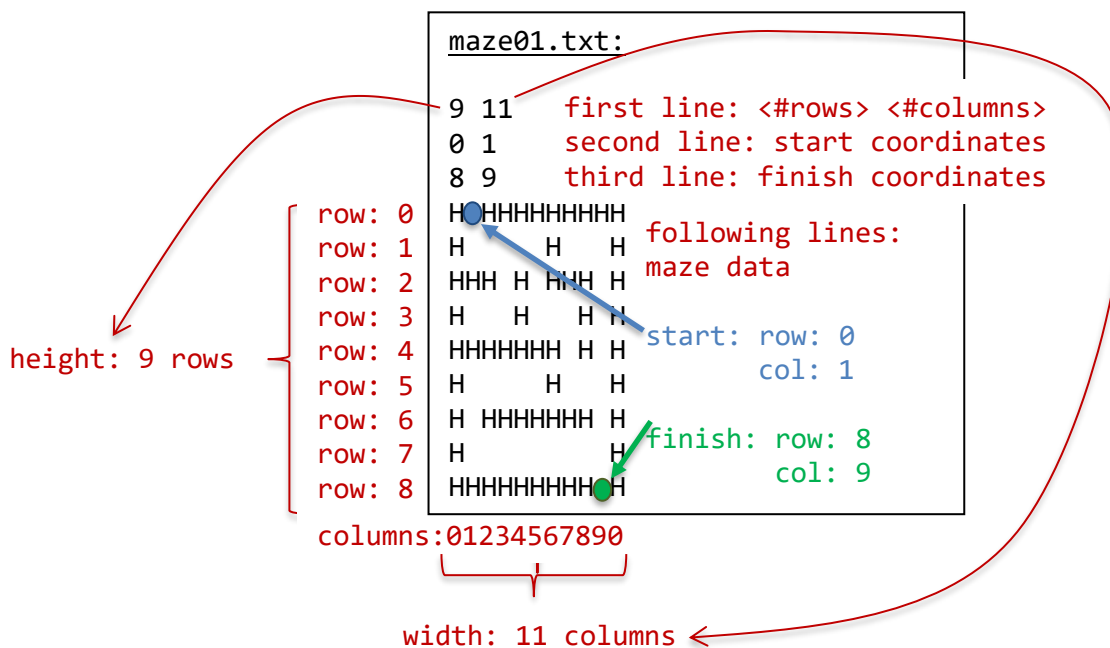 maze01.txt:
9 11 first line: <#rows> <#columns>
0 1 second line: start coordinates
8 9 third line: finish coordinates
row: 0 H HHHHHHHHH
following lines:
maze data
row: 1 H     H   H
row: 2 HHH H HHH H
row: 3 H   H   H H
start: row: 0
col: 1
row: 4 HHHHHHH H H
height: 9 rows
row: 5 H     H   H
row: 6 H HHHHHHH H
finish: row: 8
col: 9
row: 7 H         H
row: 8 HHHHHHHHH H
columns:01234567890
width: 11 columns